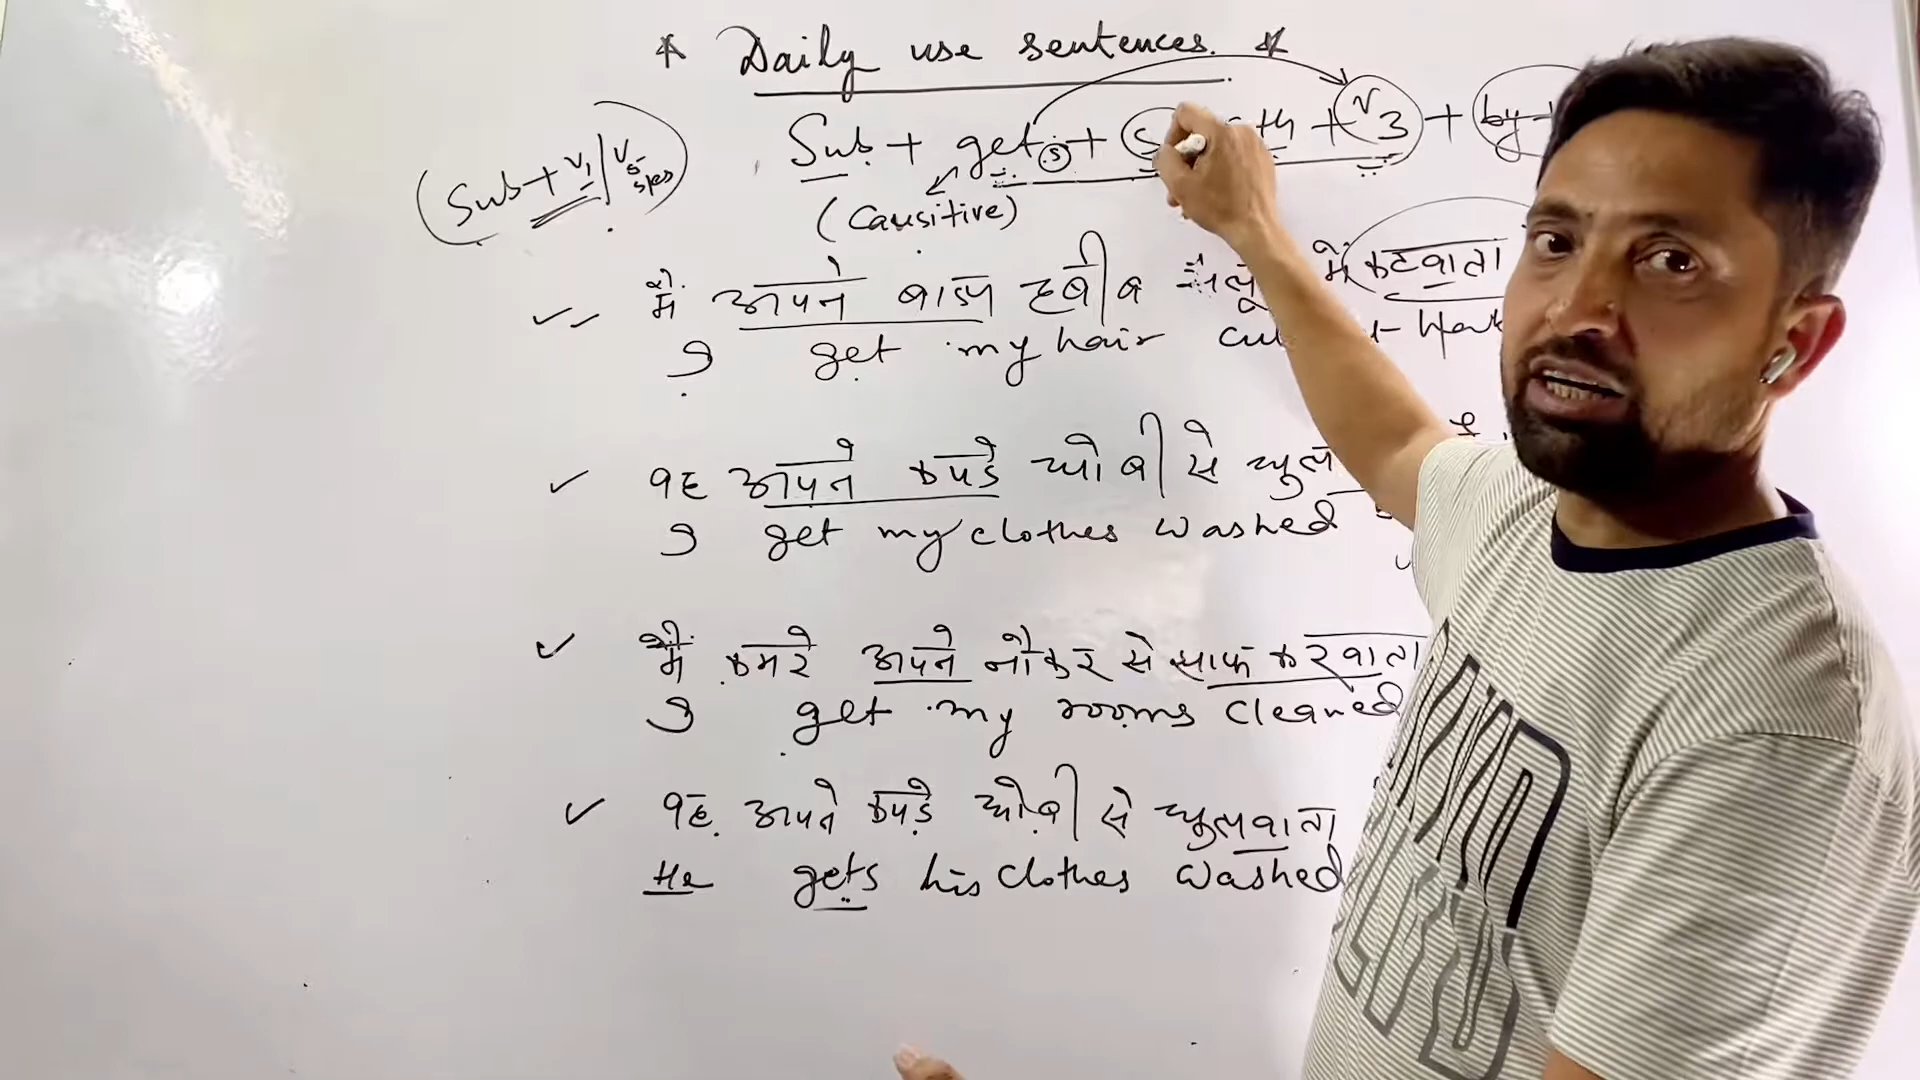 * Daily use sentences. *
Sub + get(s) + + V3 + by
(Sub + V1 / V5 s/es)
(Causitive)
मैं अपने बाल हबीब में कटवाता
I get my hair cut
वह अपने कपडे धोबी से धुल
I get my clothes washed
मैं कमरे अपने नौकर से साफ करवाता
I get my rooms cleaned
वह अपने कपडे धोबी से धुलवाता
He gets his clothes washed